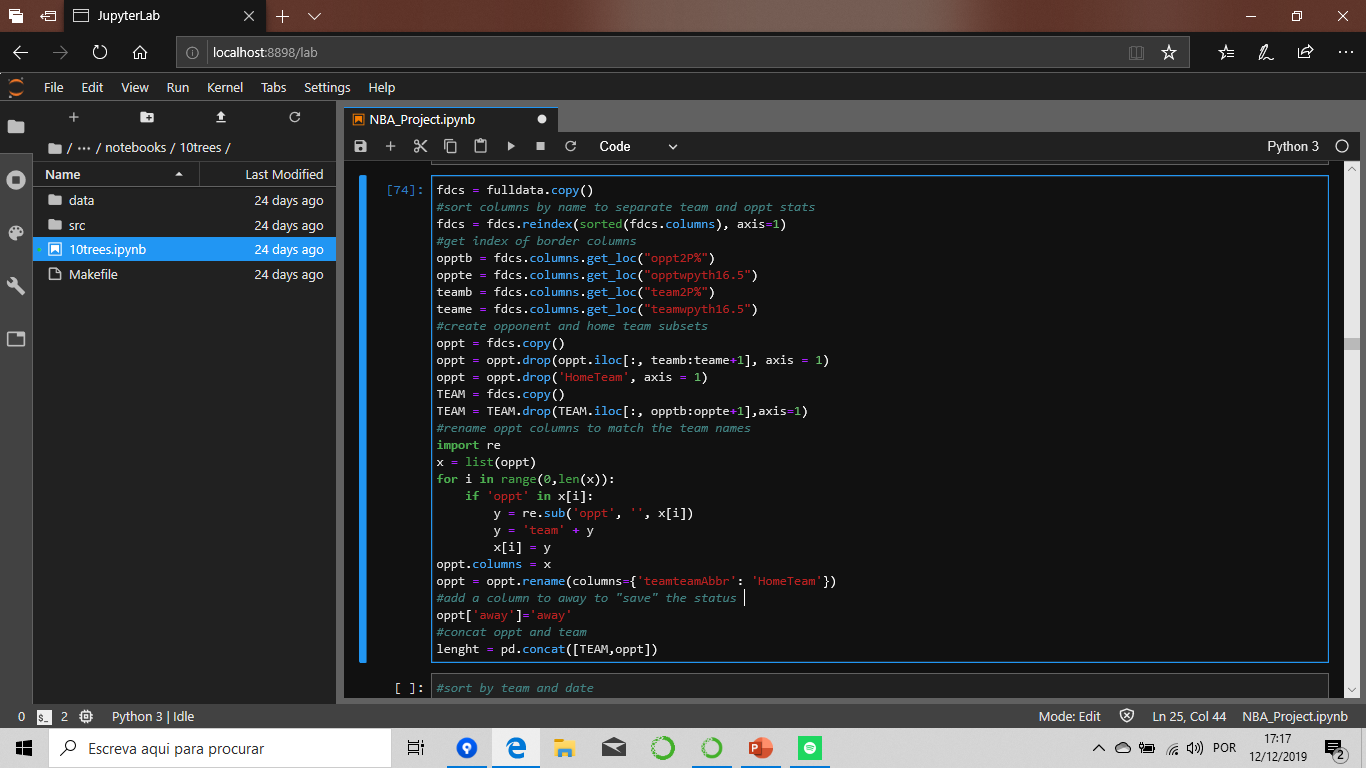 JupyterLab
localhost:8898/lab
File Edit View Run Kernel Tabs Settings Help
NBA_Project.ipynb
/ ··· / notebooks / 10trees /
Code
Python 3
Name Last Modified
data 24 days ago
src 24 days ago
10trees.ipynb 24 days ago
Makefile 24 days ago
[74]:
fdcs = fulldata.copy()
#sort columns by name to separate team and oppt stats
fdcs = fdcs.reindex(sorted(fdcs.columns), axis=1)
#get index of border columns
opptb = fdcs.columns.get_loc("oppt2P%")
oppte = fdcs.columns.get_loc("opptwpyth16.5")
teamb = fdcs.columns.get_loc("team2P%")
teame = fdcs.columns.get_loc("teamwpyth16.5")
#create opponent and home team subsets
oppt = fdcs.copy()
oppt = oppt.drop(oppt.iloc[:, teamb:teame+1], axis = 1)
oppt = oppt.drop('HomeTeam', axis = 1)
TEAM = fdcs.copy()
TEAM = TEAM.drop(TEAM.iloc[:, opptb:oppte+1],axis=1)
#rename oppt columns to match the team names
import re
x = list(oppt)
for i in range(0,len(x)):
    if 'oppt' in x[i]:
        y = re.sub('oppt', '', x[i])
        y = 'team' + y
        x[i] = y
oppt.columns = x
oppt = oppt.rename(columns={'teamteamAbbr': 'HomeTeam'})
#add a column to away to "save" the status
oppt['away']='away'
#concat oppt and team
lenght = pd.concat([TEAM,oppt])
[ ]: #sort by team and date
0 $_ 2 Python 3 | Idle Mode: Edit Ln 25, Col 44 NBA_Project.ipynb
Escreva aqui para procurar
POR
17:17
12/12/2019
2